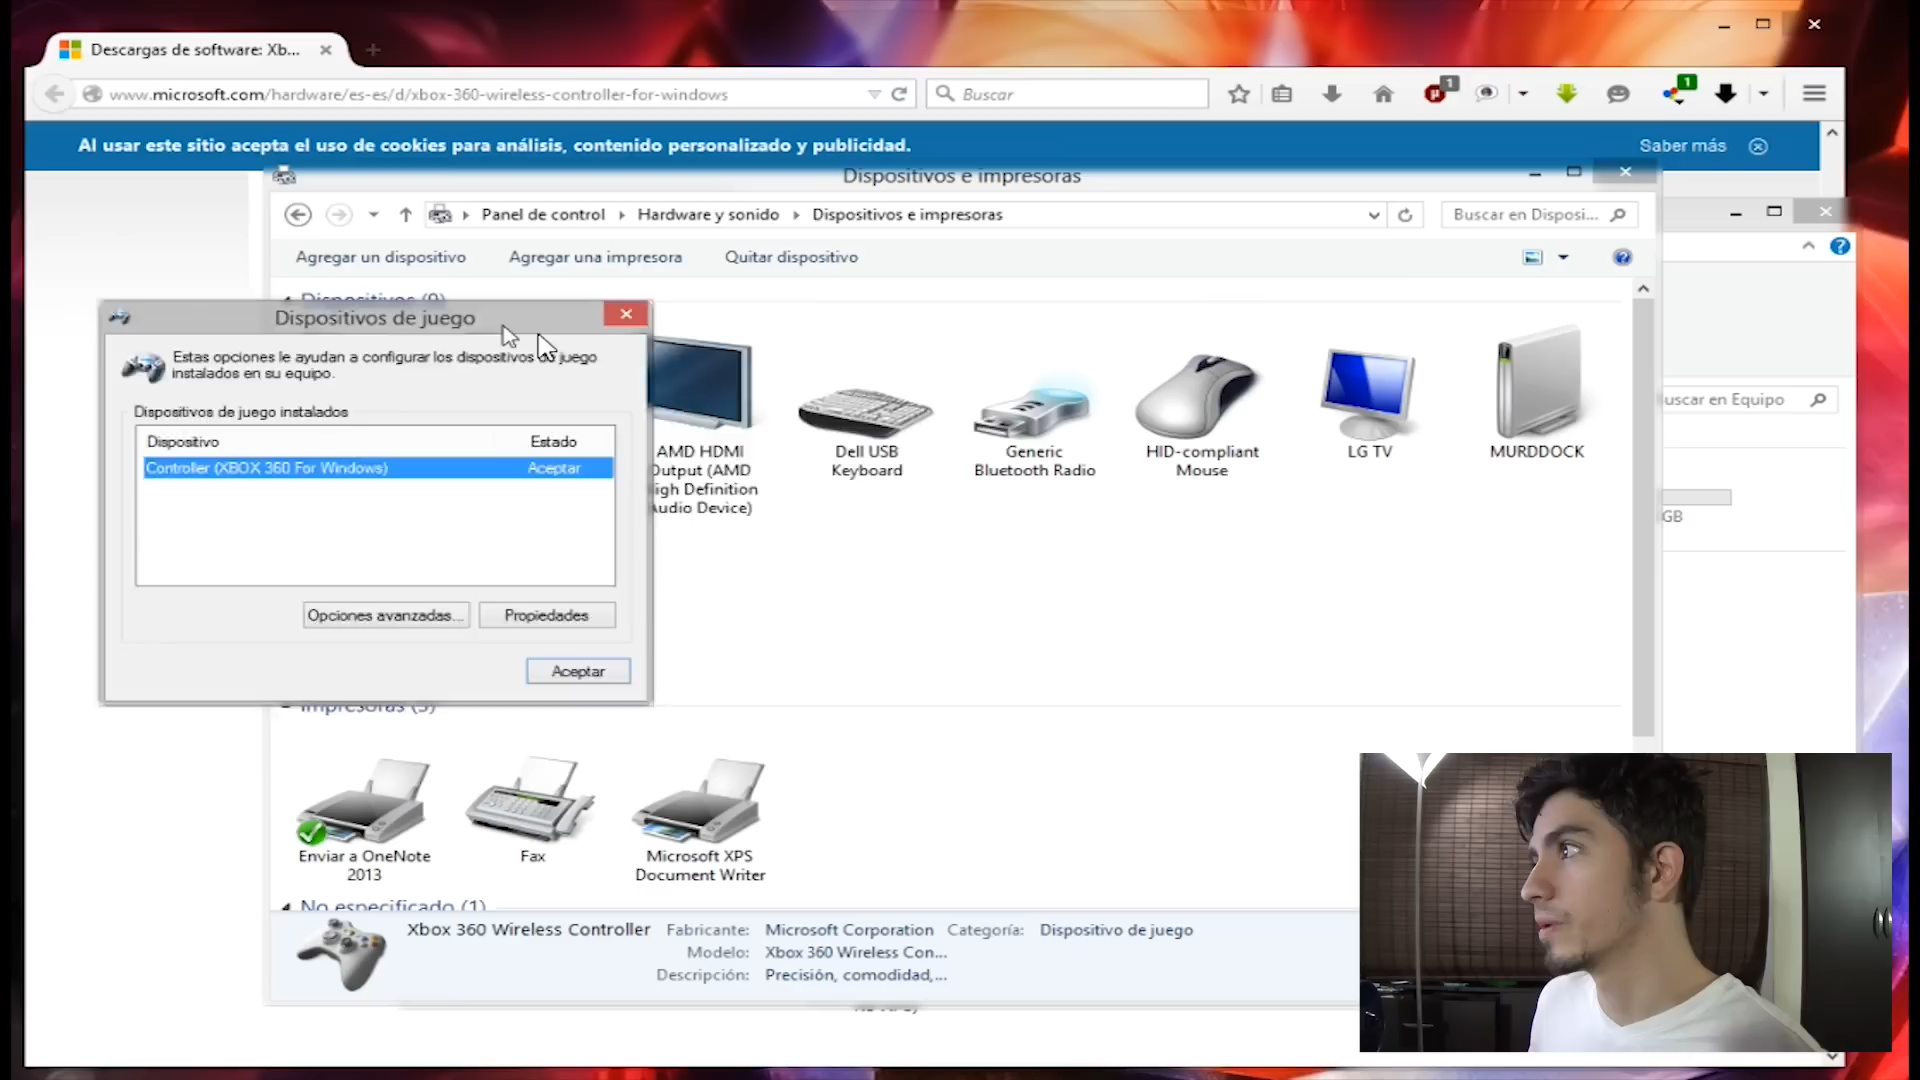 Descargas de software: Xb...
www.microsoft.com/hardware/es-es/d/xbox-360-wireless-controller-for-windows
Buscar
1
1
Al usar este sitio acepta el uso de cookies para análisis, contenido personalizado y publicidad.
Saber más
Dispositivos e impresoras
Panel de control
Hardware y sonido
Dispositivos e impresoras
Buscar en Disposi...
Agregar un dispositivo
Agregar una impresora
Quitar dispositivo
Dispositivos (9)
Dispositivos de juego
Estas opciones le ayudan a configurar los dispositivos de juego
instalados en su equipo.
Dispositivos de juego instalados
Dispositivo
Estado
Controller (XBOX 360 For Windows)
Aceptar
Opciones avanzadas...
Propiedades
Aceptar
AMD HDMI
Output (AMD
High Definition
Audio Device)
Dell USB
Keyboard
Generic
Bluetooth Radio
HID-compliant
Mouse
LG TV
MURDDOCK
uscar en Equipo
GB
Impresoras (3)
Enviar a OneNote
2013
Fax
Microsoft XPS
Document Writer
No especificado (1)
Xbox 360 Wireless Controller
Fabricante: Microsoft Corporation
Categoría: Dispositivo de juego
Modelo: Xbox 360 Wireless Con...
Descripción: Precisión, comodidad,...